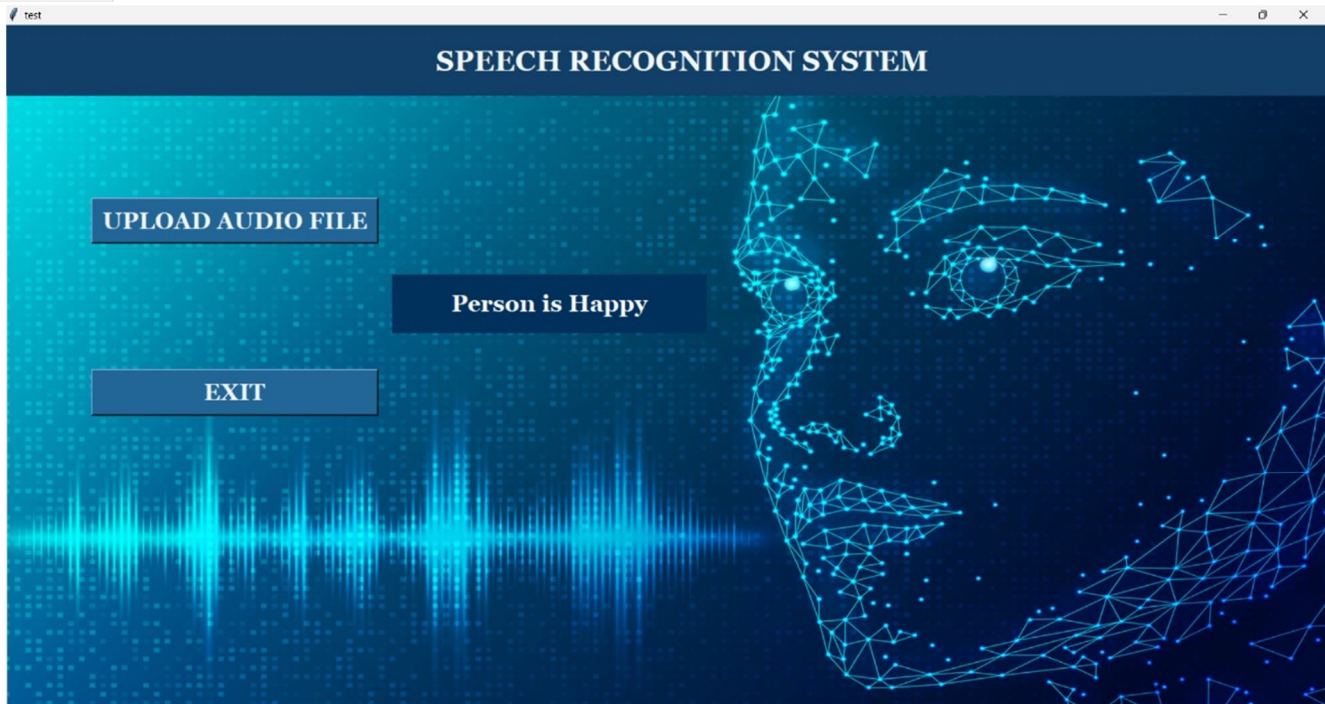 test
SPEECH RECOGNITION SYSTEM
UPLOAD AUDIO FILE
Person is Happy
EXIT